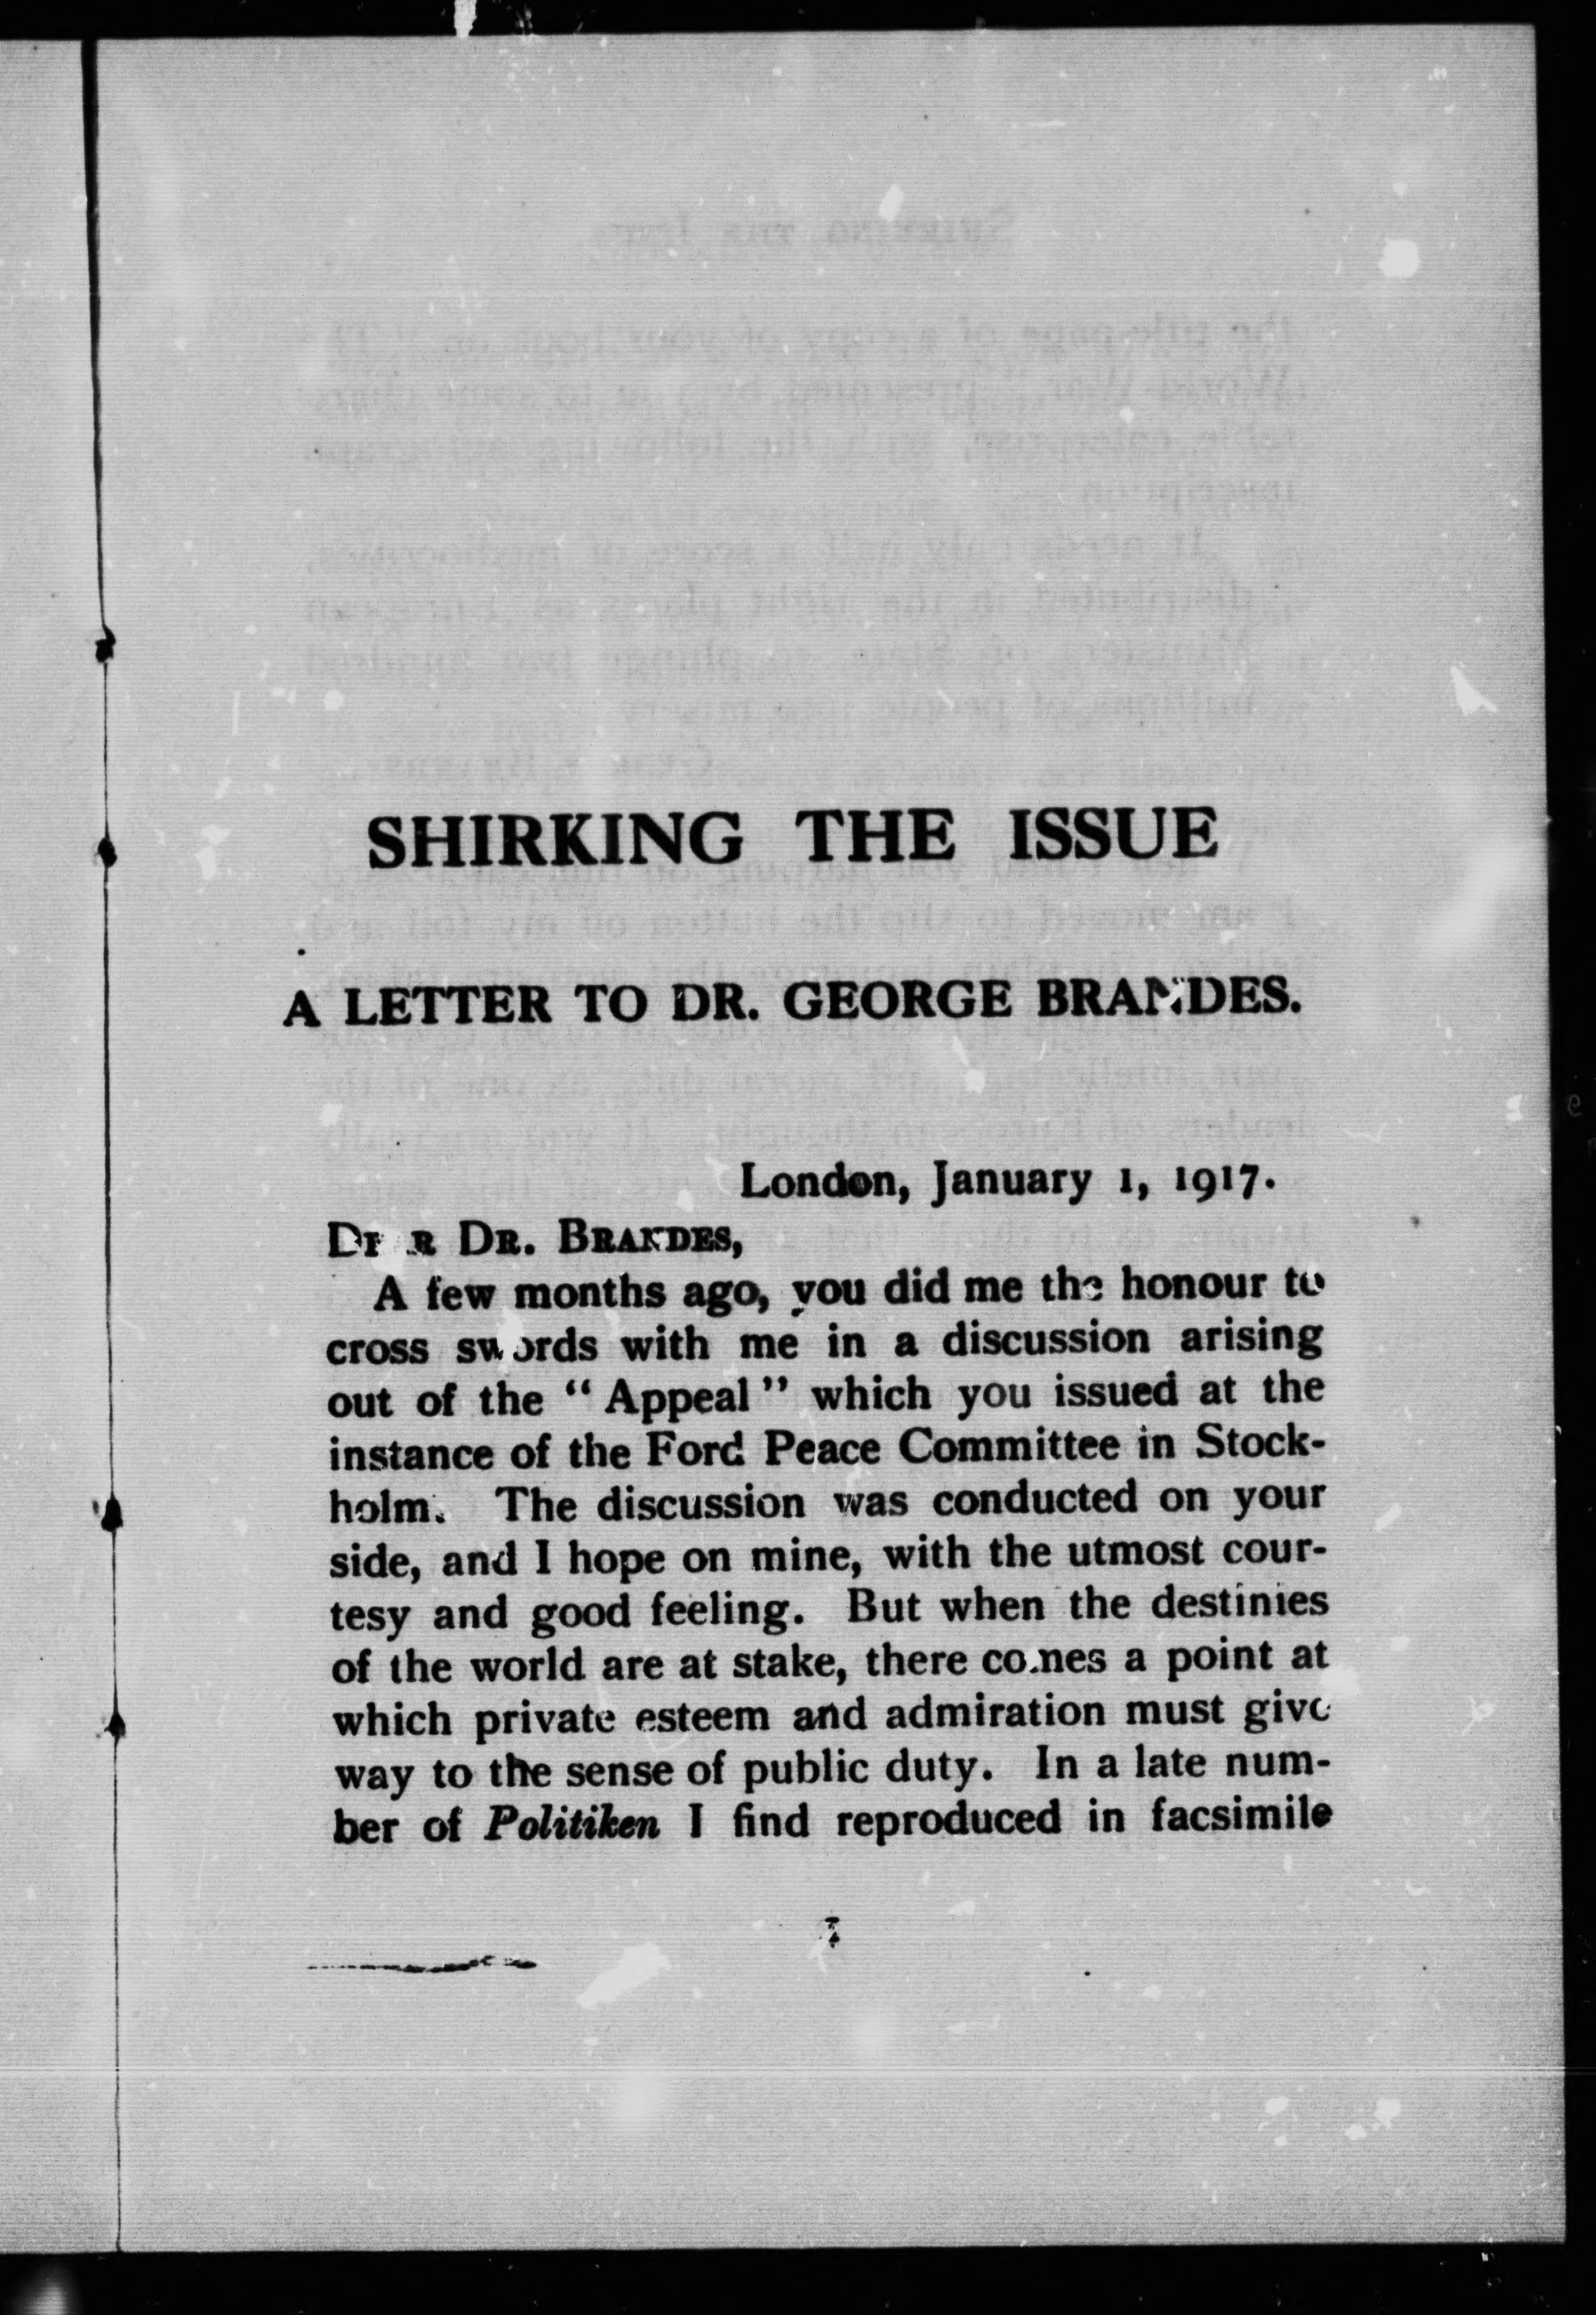 SHIRKING THE ISSUE
A LETTER TO DR. GEORGE BRANDES.
London, January 1, 1917.
DEAR DR. BRANDES,
A few months ago, you did me the honour to
cross swords with me in a discussion arising
out of the “ Appeal ” which you issued at the
instance of the Ford Peace Committee in Stock-
holm. The discussion was conducted on your
side, and I hope on mine, with the utmost cour-
tesy and good feeling. But when the destinies
of the world are at stake, there comes a point at
which private esteem and admiration must give
way to the sense of public duty. In a late num-
ber of Politiken I find reproduced in facsimile